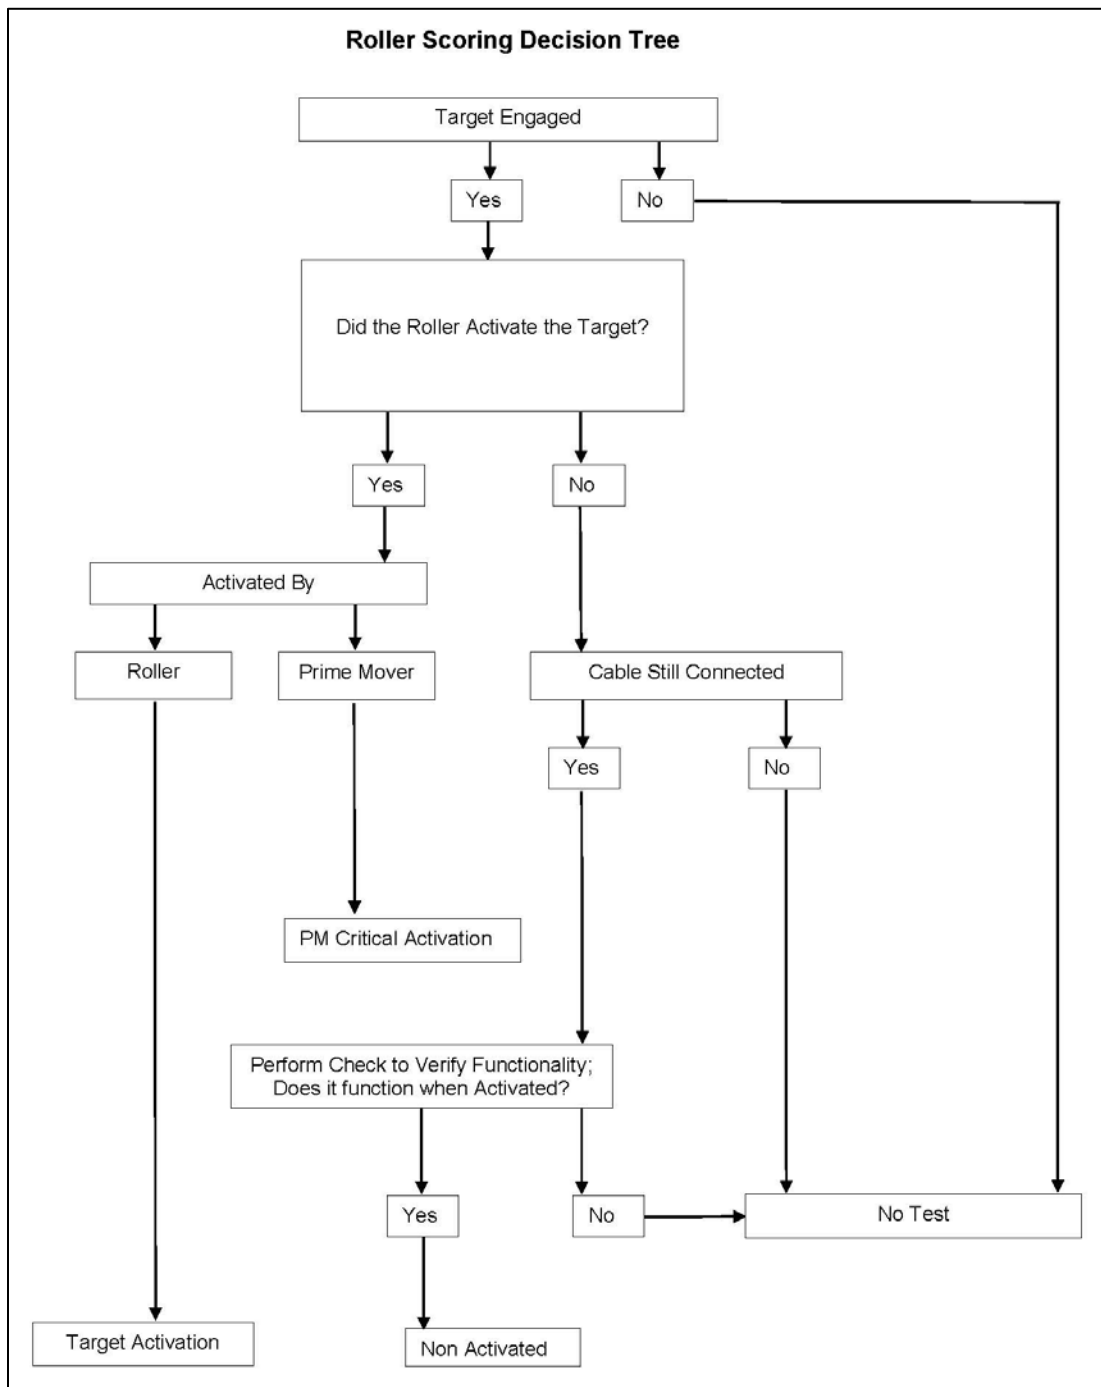 Roller Scoring Decision Tree
Target Engaged
Yes
No
Did the Roller Activate the Target?
Yes
No
Activated By
Roller
Prime Mover
Cable Still Connected
Yes
No
PM Critical Activation
Perform Check to Verify Functionality;
Does it function when Activated?
Yes
No
No Test
Target Activation
Non Activated